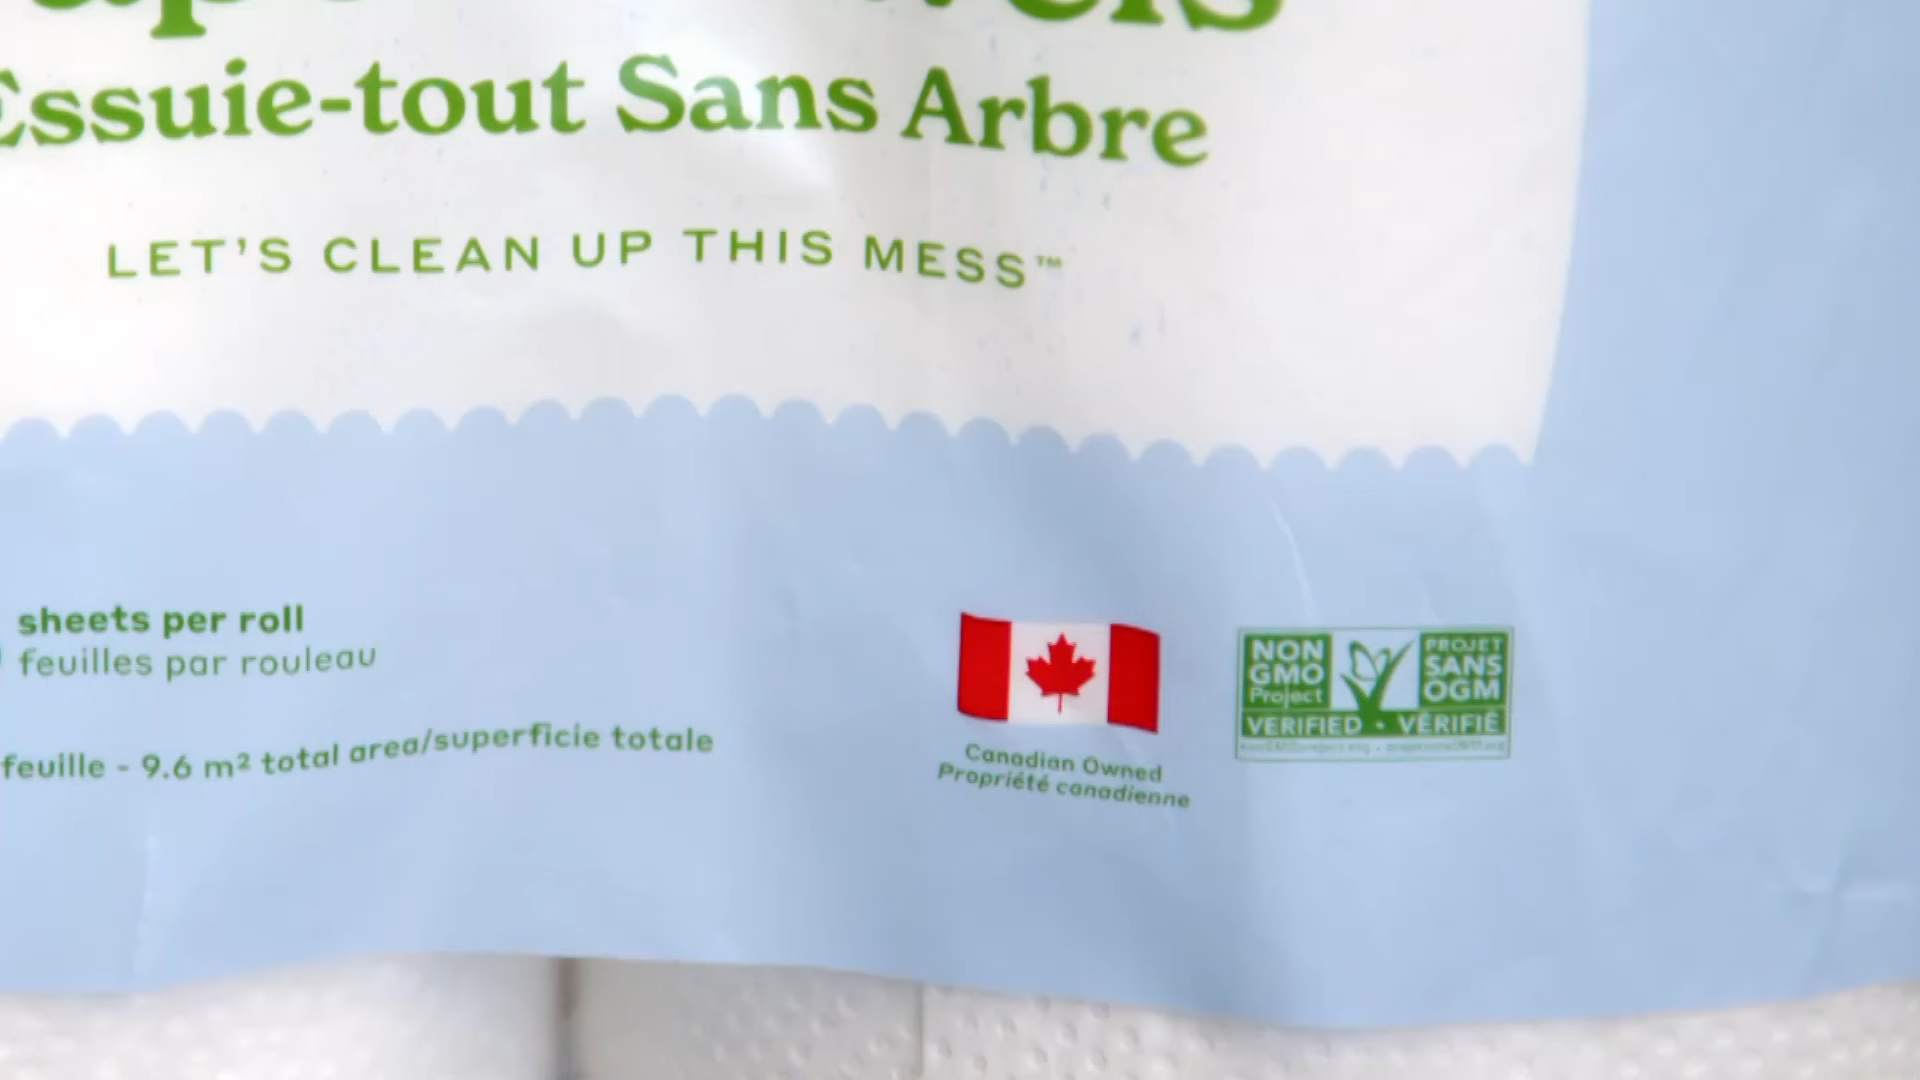 Essuie-tout Sans Arbre
LET'S CLEAN UP THIS MESS™
sheets per roll
feuilles par rouleau
feuille - 9.6 m² total area/superficie totale
Canadian Owned
Propriété canadienne
NON
GMO
Project
PROJET
SANS
OGM
VERIFIED • VÉRIFIÉ